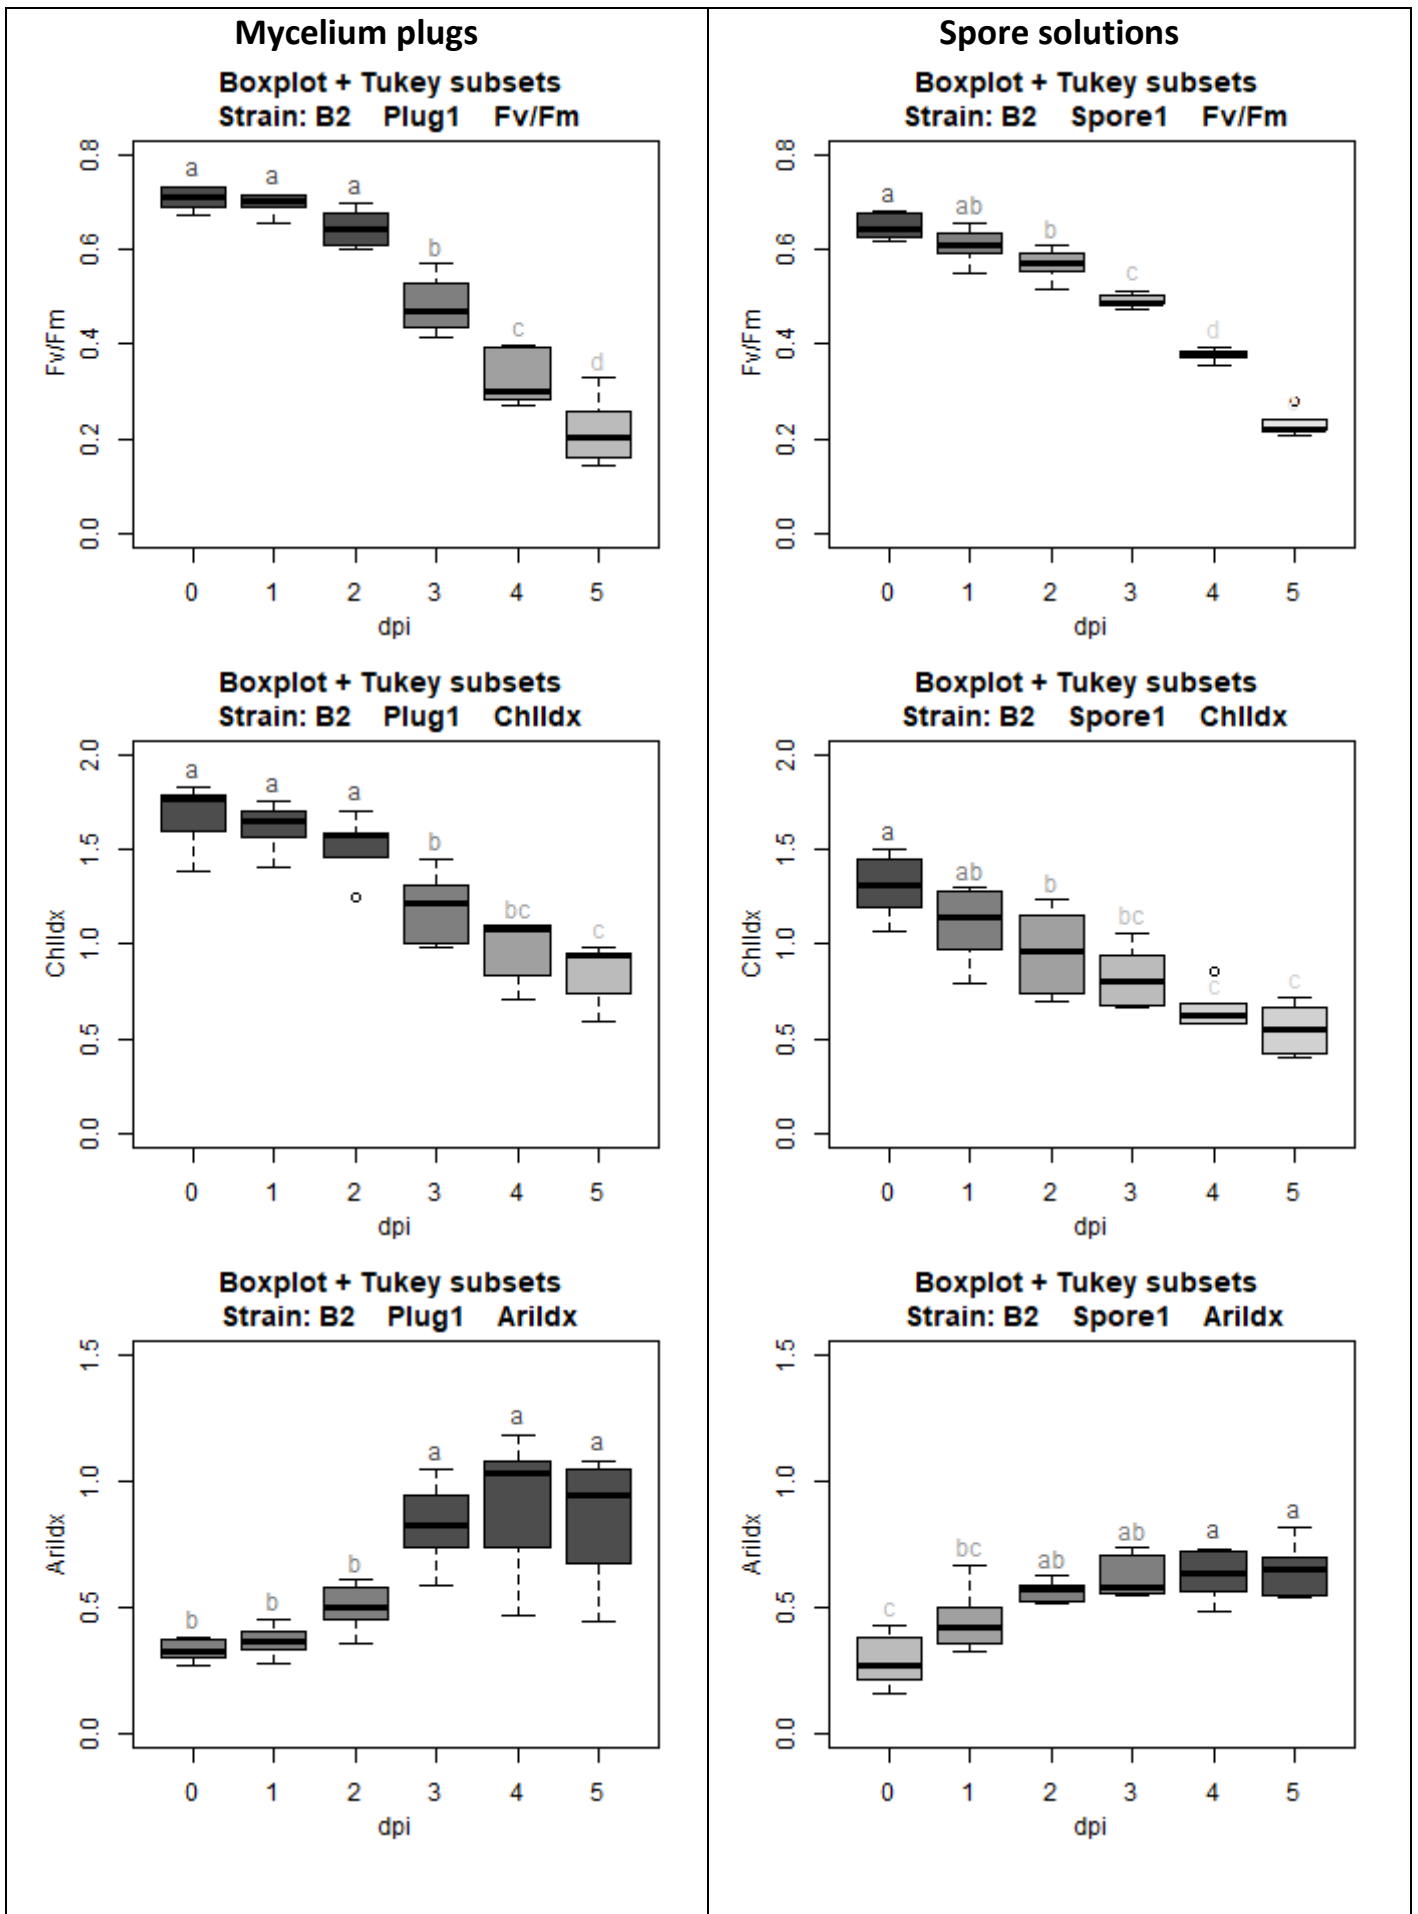 Mycelium plugs
Boxplot + Tukey subsets
Strain: B2 Plug1 Fv/Fm
0.8
0.6
0.4
0.2
0.0
Fv/Fm
a
a
a
b
c
d
0 1 2 3 4 5
dpi
Boxplot + Tukey subsets
Strain: B2 Plug1 ChlIdx
2.0
1.5
1.0
0.5
0.0
ChlIdx
a
a
a
b
bc
c
0 1 2 3 4 5
dpi
Boxplot + Tukey subsets
Strain: B2 Plug1 AriIdx
1.5
1.0
0.5
0.0
AriIdx
b
b
b
a
a
a
0 1 2 3 4 5
dpi
Spore solutions
Boxplot + Tukey subsets
Strain: B2 Spore1 Fv/Fm
0.8
0.6
0.4
0.2
0.0
Fv/Fm
a
ab
b
c
d
0 1 2 3 4 5
dpi
Boxplot + Tukey subsets
Strain: B2 Spore1 ChlIdx
2.0
1.5
1.0
0.5
0.0
ChlIdx
a
ab
b
bc
c
c
0 1 2 3 4 5
dpi
Boxplot + Tukey subsets
Strain: B2 Spore1 AriIdx
1.5
1.0
0.5
0.0
AriIdx
c
bc
ab
ab
a
a
0 1 2 3 4 5
dpi